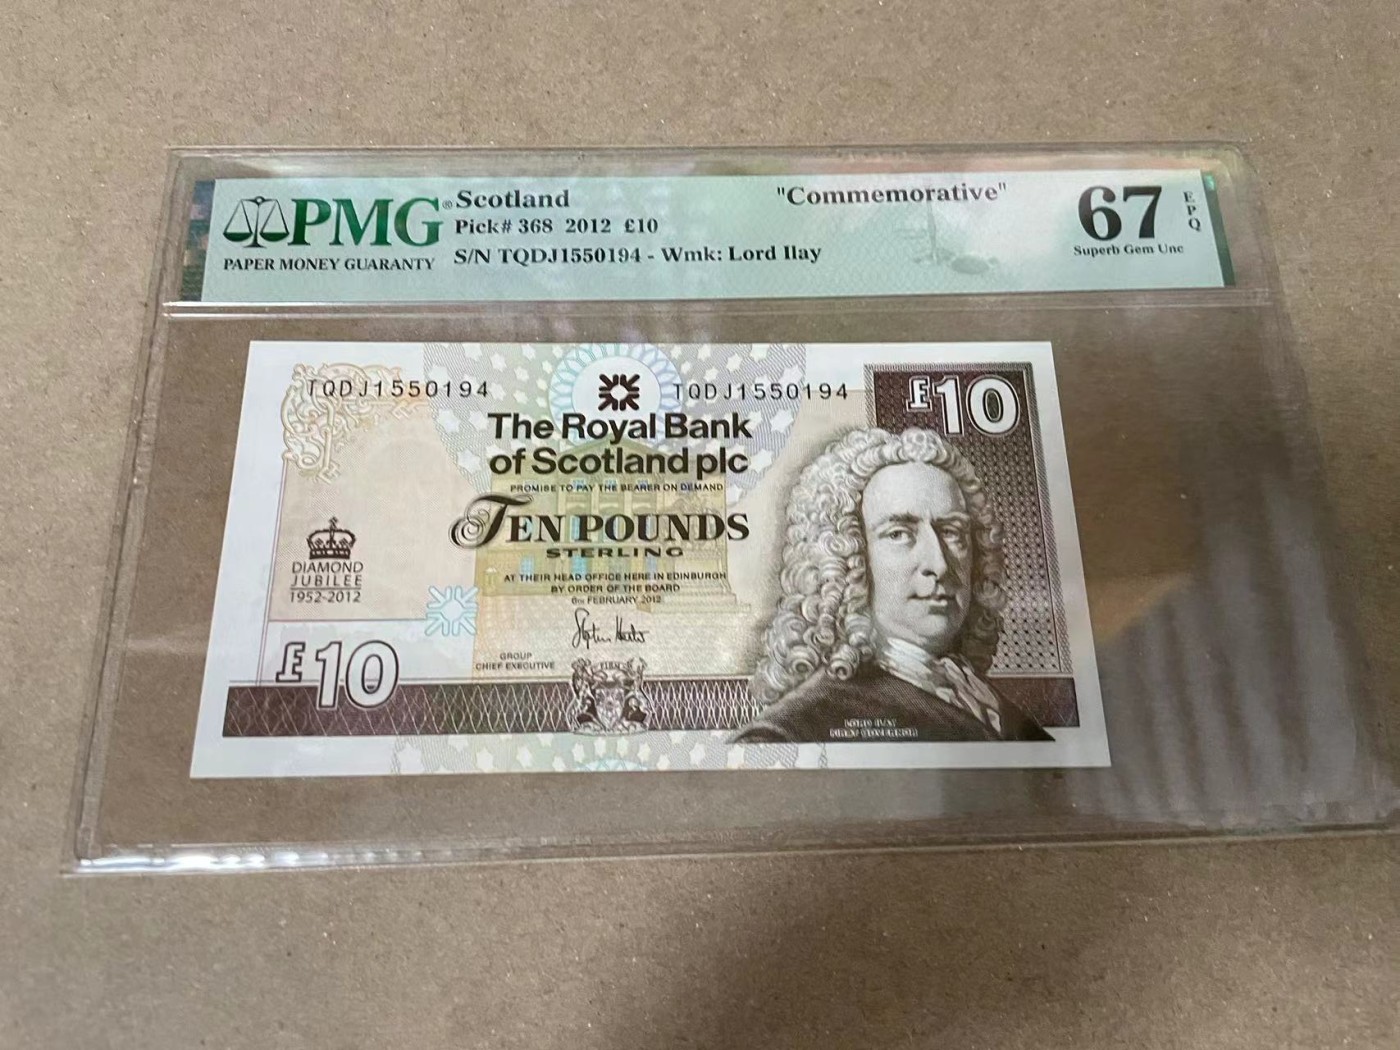 PMG®
PAPER MONEY GUARANTY
Scotland
Pick# 368 2012 £10
S/N TQDJ1550194 - Wmk: Lord Ilay
"Commemorative"
67
EPQ
Superb Gem Unc
TQDJ1550194
TQDJ1550194
£10
The Royal Bank
of Scotland plc
PROMISE TO PAY THE BEARER ON DEMAND
TEN POUNDS
STERLING
AT THEIR HEAD OFFICE HERE IN EDINBURGH
BY ORDER OF THE BOARD
6TH FEBRUARY 2012
DIAMOND
JUBILEE
1952-2012
GROUP
CHIEF EXECUTIVE
£10
LORD ILAY
FIRST GOVERNOR